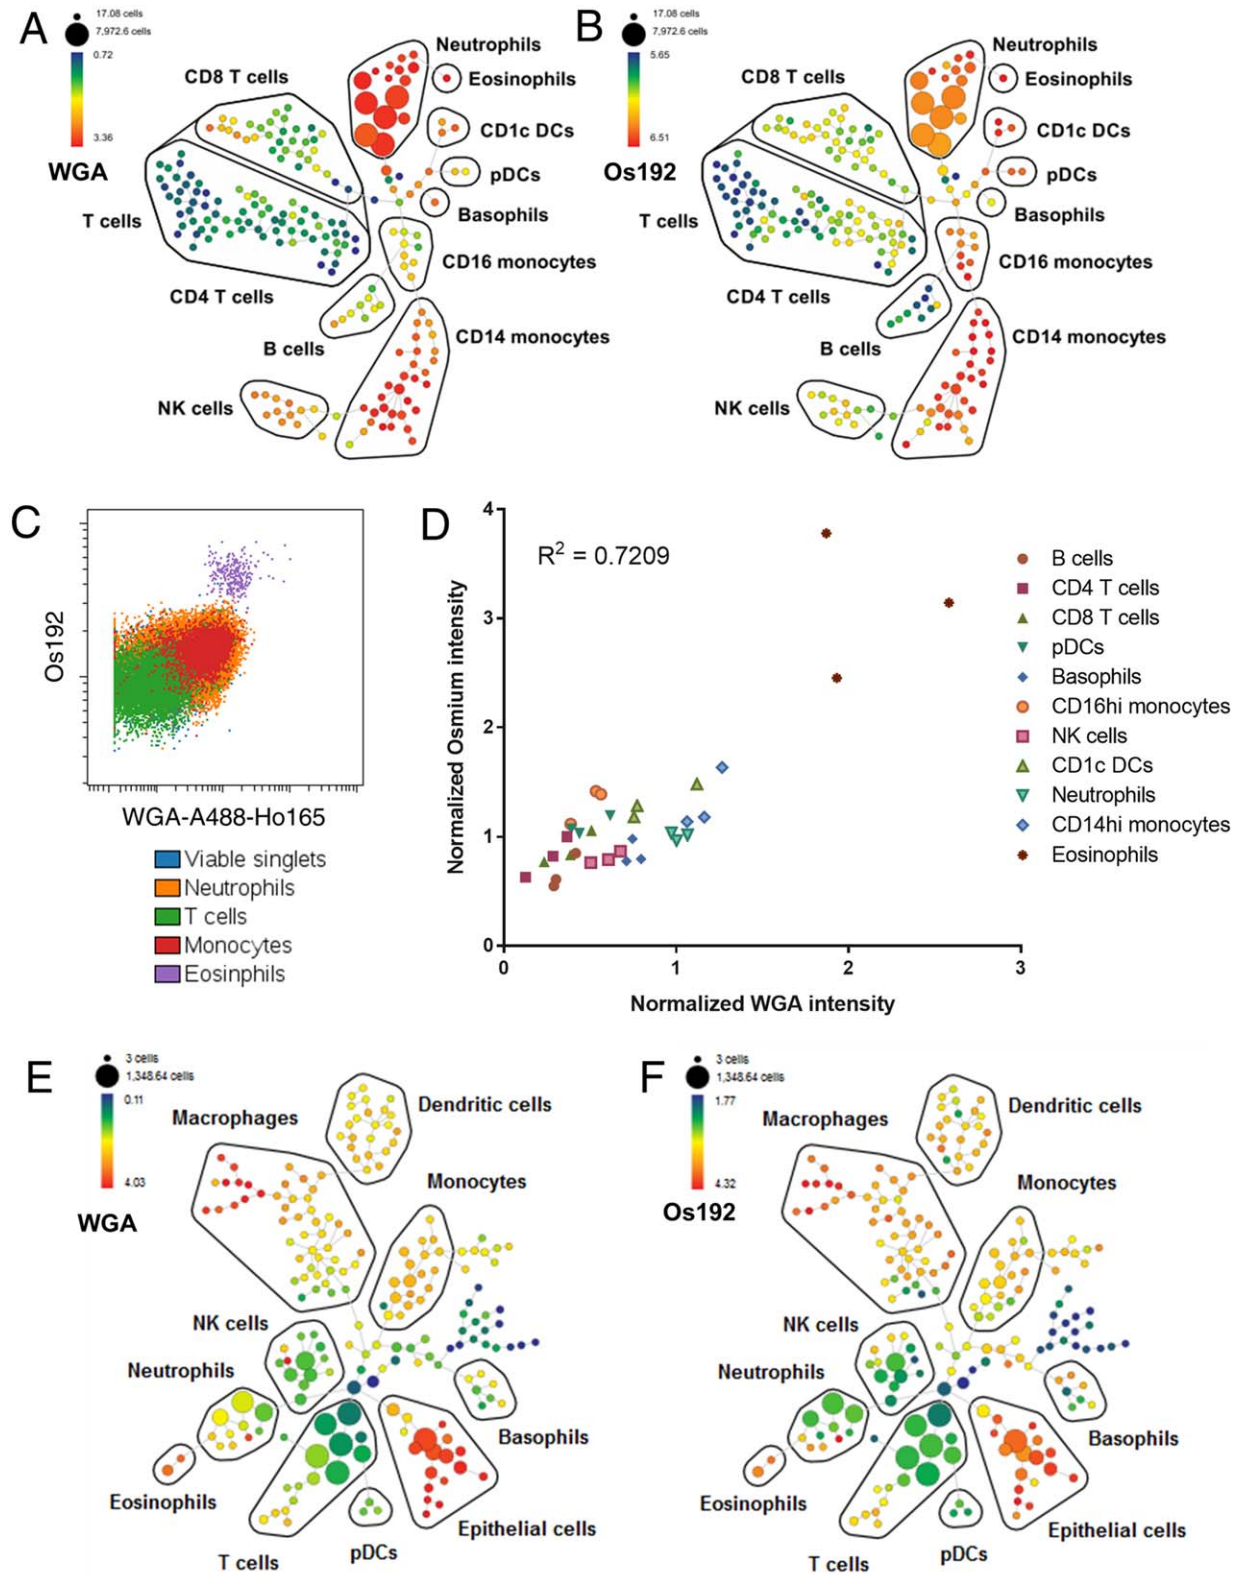 A
17.08 cells
7,972.6 cells
0.72
3.36
WGA
CD8 T cells
Neutrophils
Eosinophils
CD1c DCs
pDCs
Basophils
T cells
CD16 monocytes
CD4 T cells
CD14 monocytes
B cells
NK cells
B
17.08 cells
7,972.6 cells
5.65
6.51
Os192
CD8 T cells
Neutrophils
Eosinophils
CD1c DCs
pDCs
Basophils
T cells
CD16 monocytes
CD4 T cells
CD14 monocytes
B cells
NK cells
C
Os192
WGA-A488-Ho165
Viable singlets
Neutrophils
T cells
Monocytes
Eosinphils
D
R² = 0.7209
Normalized Osmium intensity
4
3
2
1
0
0 1 2 3
Normalized WGA intensity
B cells
CD4 T cells
CD8 T cells
pDCs
Basophils
CD16hi monocytes
NK cells
CD1c DCs
Neutrophils
CD14hi monocytes
Eosinophils
E
3 cells
1,348.64 cells
0.11
4.03
WGA
Macrophages
Dendritic cells
Monocytes
NK cells
Neutrophils
Basophils
Eosinophils
Epithelial cells
T cells
pDCs
F
3 cells
1,348.64 cells
1.77
4.32
Os192
Macrophages
Dendritic cells
Monocytes
NK cells
Neutrophils
Basophils
Eosinophils
Epithelial cells
T cells
pDCs